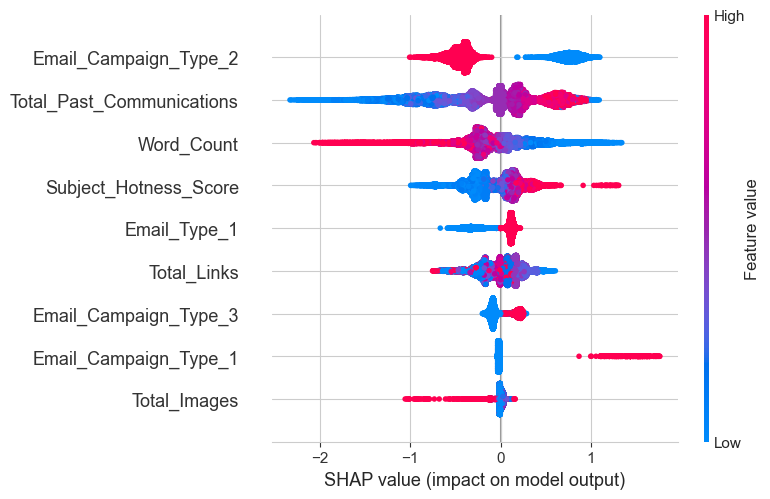 High
Email_Campaign_Type_2
Total_Past_Communications
Word_Count
Subject_Hotness_Score
Email_Type_1
Total_Links
Email_Campaign_Type_3
Email_Campaign_Type_1
Total_Images
Feature value
Low
−2 −1 0 1
SHAP value (impact on model output)